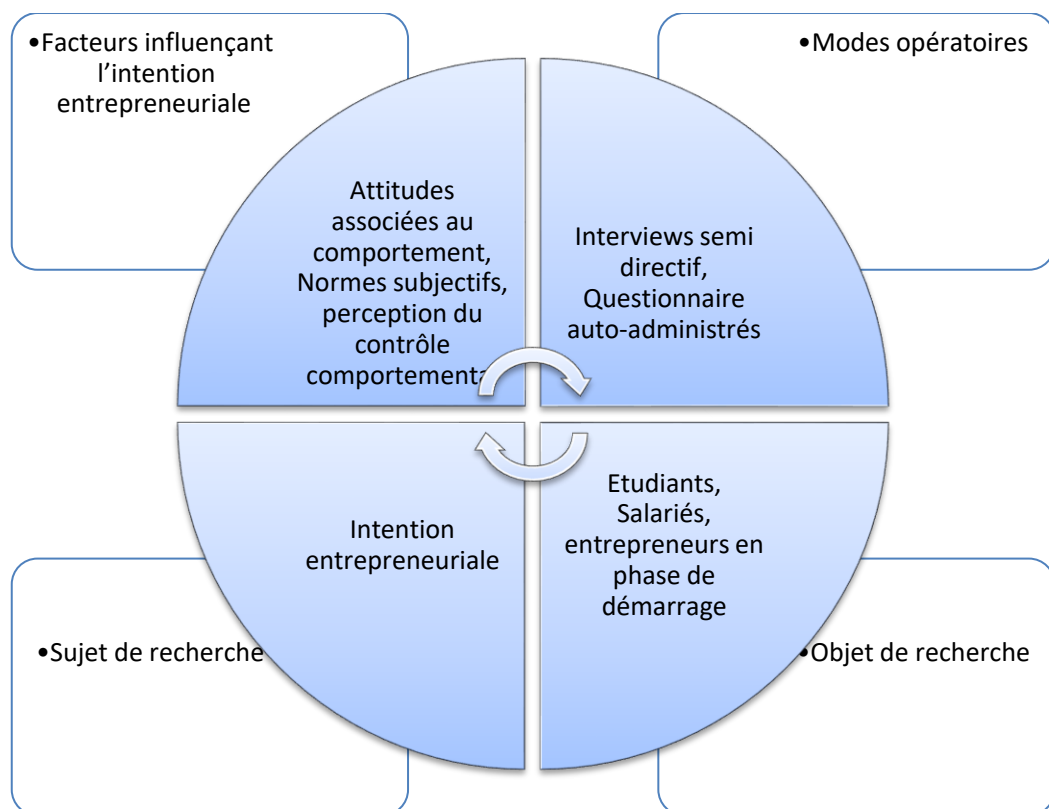 •Facteurs influençant
l’intention
entrepreneuriale
•Modes opératoires
Attitudes
associées au
comportement,
Normes subjectifs,
perception du
contrôle
comportementa
Interviews semi
directif,
Questionnaire
auto-administrés
Intention
entrepreneuriale
Etudiants,
Salariés,
entrepreneurs en
phase de
démarrage
•Sujet de recherche
•Objet de recherche